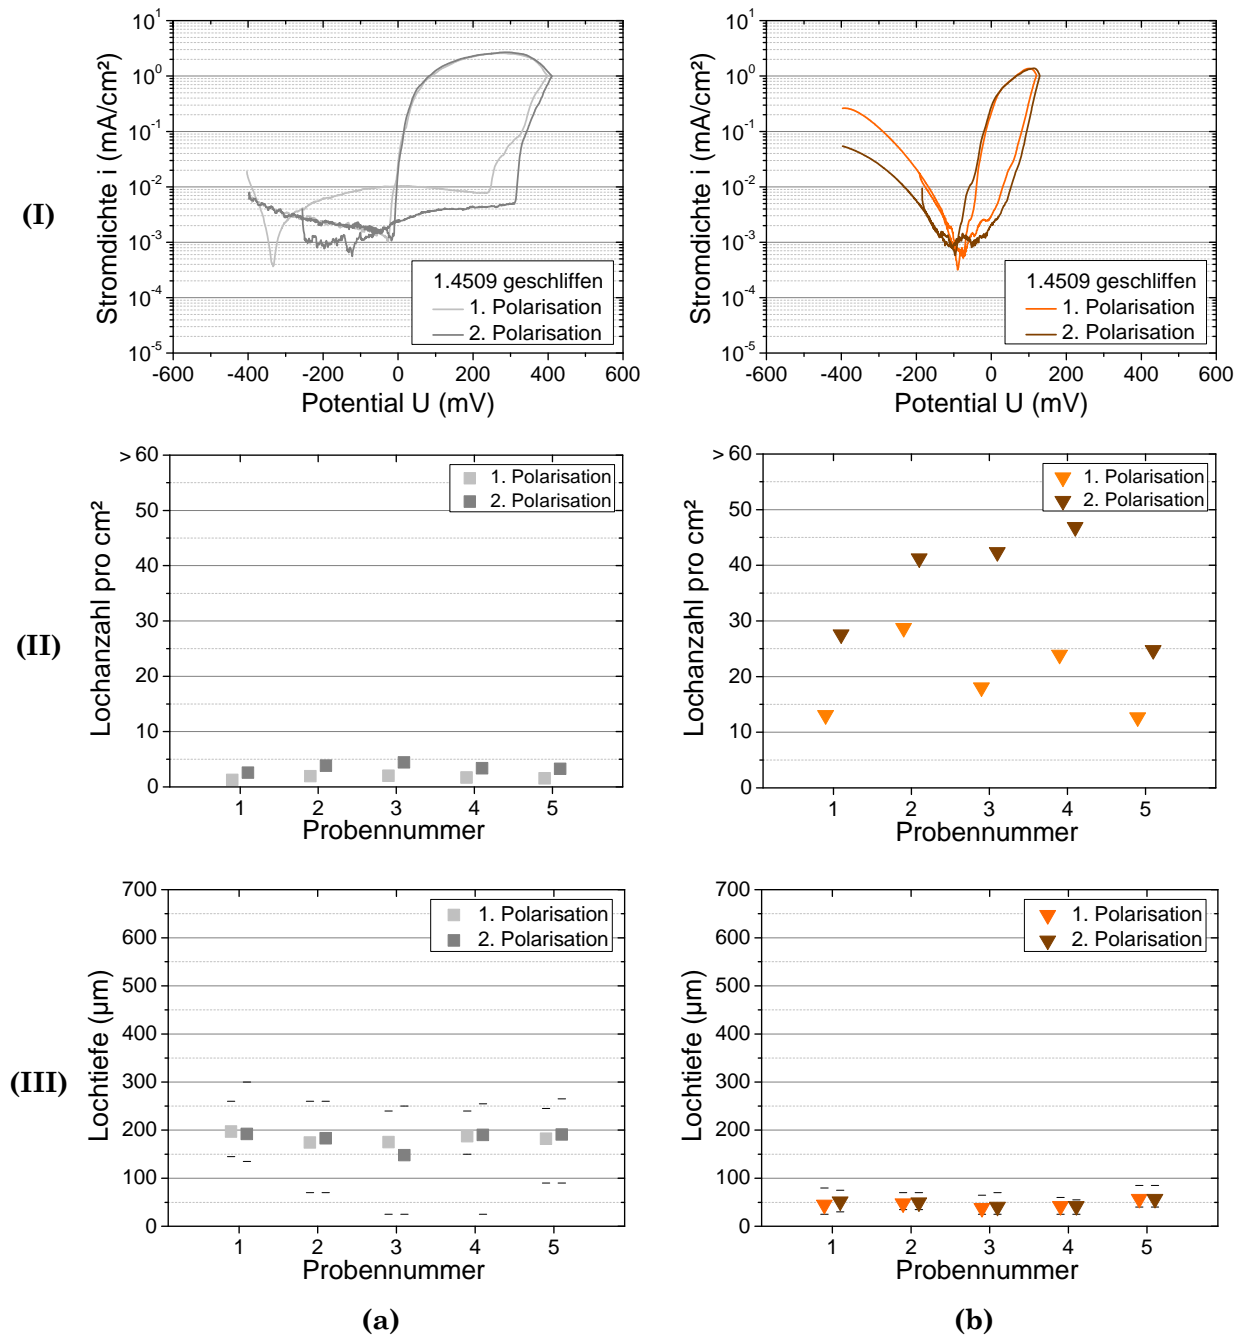 (I)
Stromdichte i (mA/cm²)
10¹
10⁰
10⁻¹
10⁻²
10⁻³
10⁻⁴
10⁻⁵
-600 -400 -200 0 200 400 600
Potential U (mV)
1.4509 geschliffen
1. Polarisation
2. Polarisation
Stromdichte i (mA/cm²)
10¹
10⁰
10⁻¹
10⁻²
10⁻³
10⁻⁴
10⁻⁵
-600 -400 -200 0 200 400 600
Potential U (mV)
1.4509 geschliffen
1. Polarisation
2. Polarisation
(II)
Lochanzahl pro cm²
> 60
50
40
30
20
10
0
1 2 3 4 5
Probennummer
1. Polarisation
2. Polarisation
Lochanzahl pro cm²
> 60
50
40
30
20
10
0
1 2 3 4 5
Probennummer
1. Polarisation
2. Polarisation
(III)
Lochtiefe (µm)
700
600
500
400
300
200
100
0
1 2 3 4 5
Probennummer
1. Polarisation
2. Polarisation
Lochtiefe (µm)
700
600
500
400
300
200
100
0
1 2 3 4 5
Probennummer
1. Polarisation
2. Polarisation
(a)
(b)